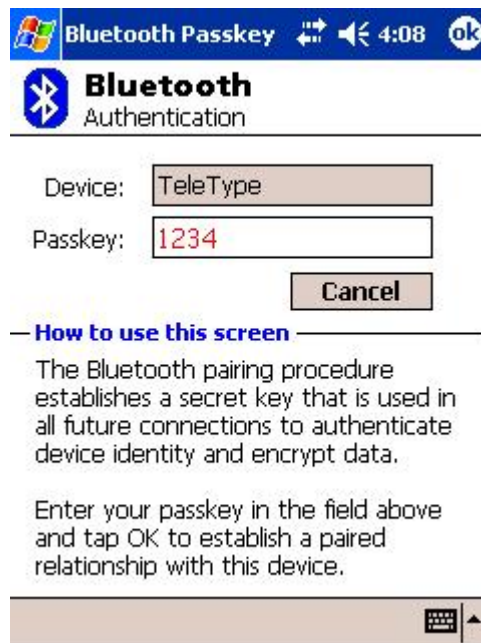 Bluetooth Passkey 4:08 ok
Bluetooth
Authentication
Device: TeleType
Passkey: 1234
Cancel
How to use this screen
The Bluetooth pairing procedure
establishes a secret key that is used in
all future connections to authenticate
device identity and encrypt data.
Enter your passkey in the field above
and tap OK to establish a paired
relationship with this device.